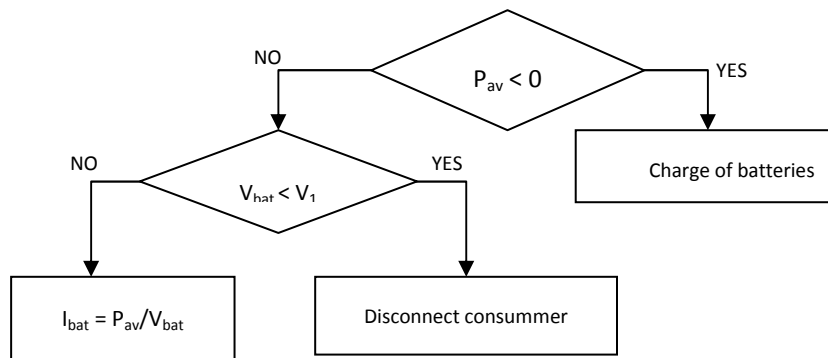 NO
P_av < 0
YES
Charge of batteries
NO
V_bat < V_1
YES
I_bat = P_av/V_bat
Disconnect consummer